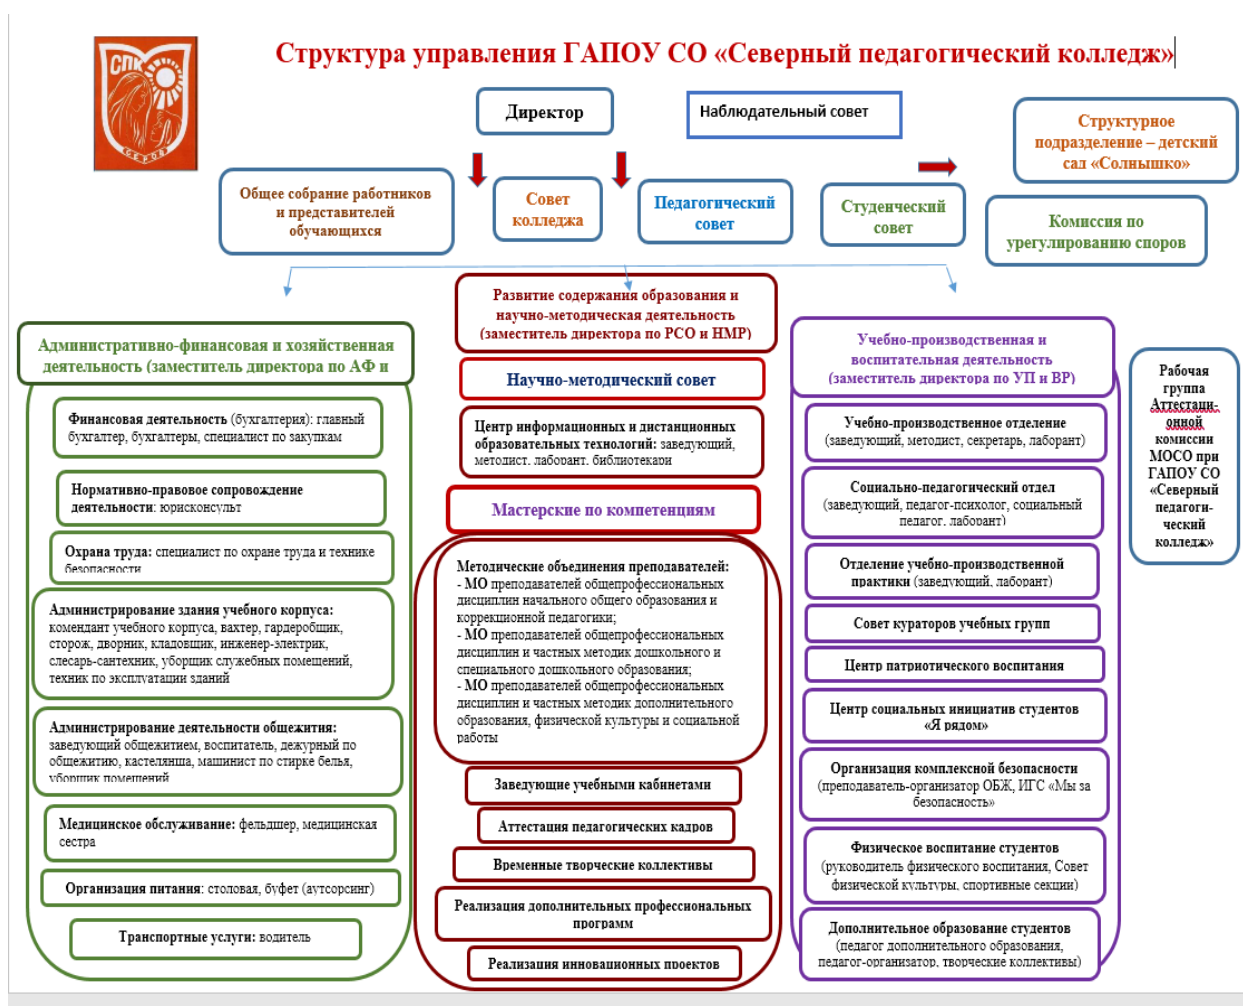 Структура управления ГАПОУ СО «Северный педагогический колледж»
СПК
СЕРОВ
Директор
Наблюдательный совет
Структурное
подразделение – детский
сад «Солнышко»
Общее собрание работников
и представителей
обучающихся
Совет
колледжа
Педагогический
совет
Студенческий
совет
Комиссия по
урегулированию споров
Административно-финансовая и хозяйственная
деятельность (заместитель директора по АФ и
Финансовая деятельность (бухгалтерия): главный
бухгалтер, бухгалтеры, специалист по закупкам
Нормативно-правовое сопровождение
деятельности: юрисконсульт
Охрана труда: специалист по охране труда и технике
безопасности
Администрирование здания учебного корпуса:
комендант учебного корпуса, вахтер, гардеробщик,
сторож, дворник, кладовщик, инженер-электрик,
слесарь-сантехник, уборщик служебных помещений,
техник по эксплуатации зданий
Администрирование деятельности общежития:
заведующий общежитием, воспитатель, дежурный по
общежитию, кастелянша, машинист по стирке белья,
уборщик помещений
Медицинское обслуживание: фельдшер, медицинская
сестра
Организация питания: столовая, буфет (аутсорсинг)
Транспортные услуги: водитель
Развитие содержания образования и
научно-методическая деятельность
(заместитель директора по РСО и НМР)
Научно-методический совет
Центр информационных и дистанционных
образовательных технологий: заведующий,
методист, лаборант, библиотекари
Мастерские по компетенциям
Методические объединения преподавателей:
- МО преподавателей общепрофессиональных
дисциплин начального общего образования и
коррекционной педагогики;
- МО преподавателей общепрофессиональных
дисциплин и частных методик дошкольного и
специального дошкольного образования;
- МО преподавателей общепрофессиональных
дисциплин и частных методик дополнительного
образования, физической культуры и социальной
работы
Заведующие учебными кабинетами
Аттестация педагогических кадров
Временные творческие коллективы
Реализация дополнительных профессиональных
программ
Реализация инновационных проектов
Учебно-производственная и
воспитательная деятельность
(заместитель директора по УП и ВР)
Учебно-производственное отделение
(заведующий, методист, секретарь, лаборант)
Социально-педагогический отдел
(заведующий, педагог-психолог, социальный
педагог, лаборант)
Отделение учебно-производственной
практики (заведующий, лаборант)
Совет кураторов учебных групп
Центр патриотического воспитания
Центр социальных инициатив студентов
«Я рядом»
Организация комплексной безопасности
(преподаватель-организатор ОБЖ, ИГС «Мы за
безопасность»
Физическое воспитание студентов
(руководитель физического воспитания, Совет
физической культуры, спортивные секции)
Дополнительное образование студентов
(педагог дополнительного образования,
педагог-организатор, творческие коллективы)
Рабочая
группа
Аттестаци-
онной
комиссии
МОСО при
ГАПОУ СО
«Северный
педагоги-
ческий
колледж»